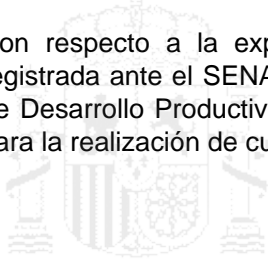 on respecto a la exp
egistrada ante el SENA
e Desarrollo Productiv
ara la realización de cu